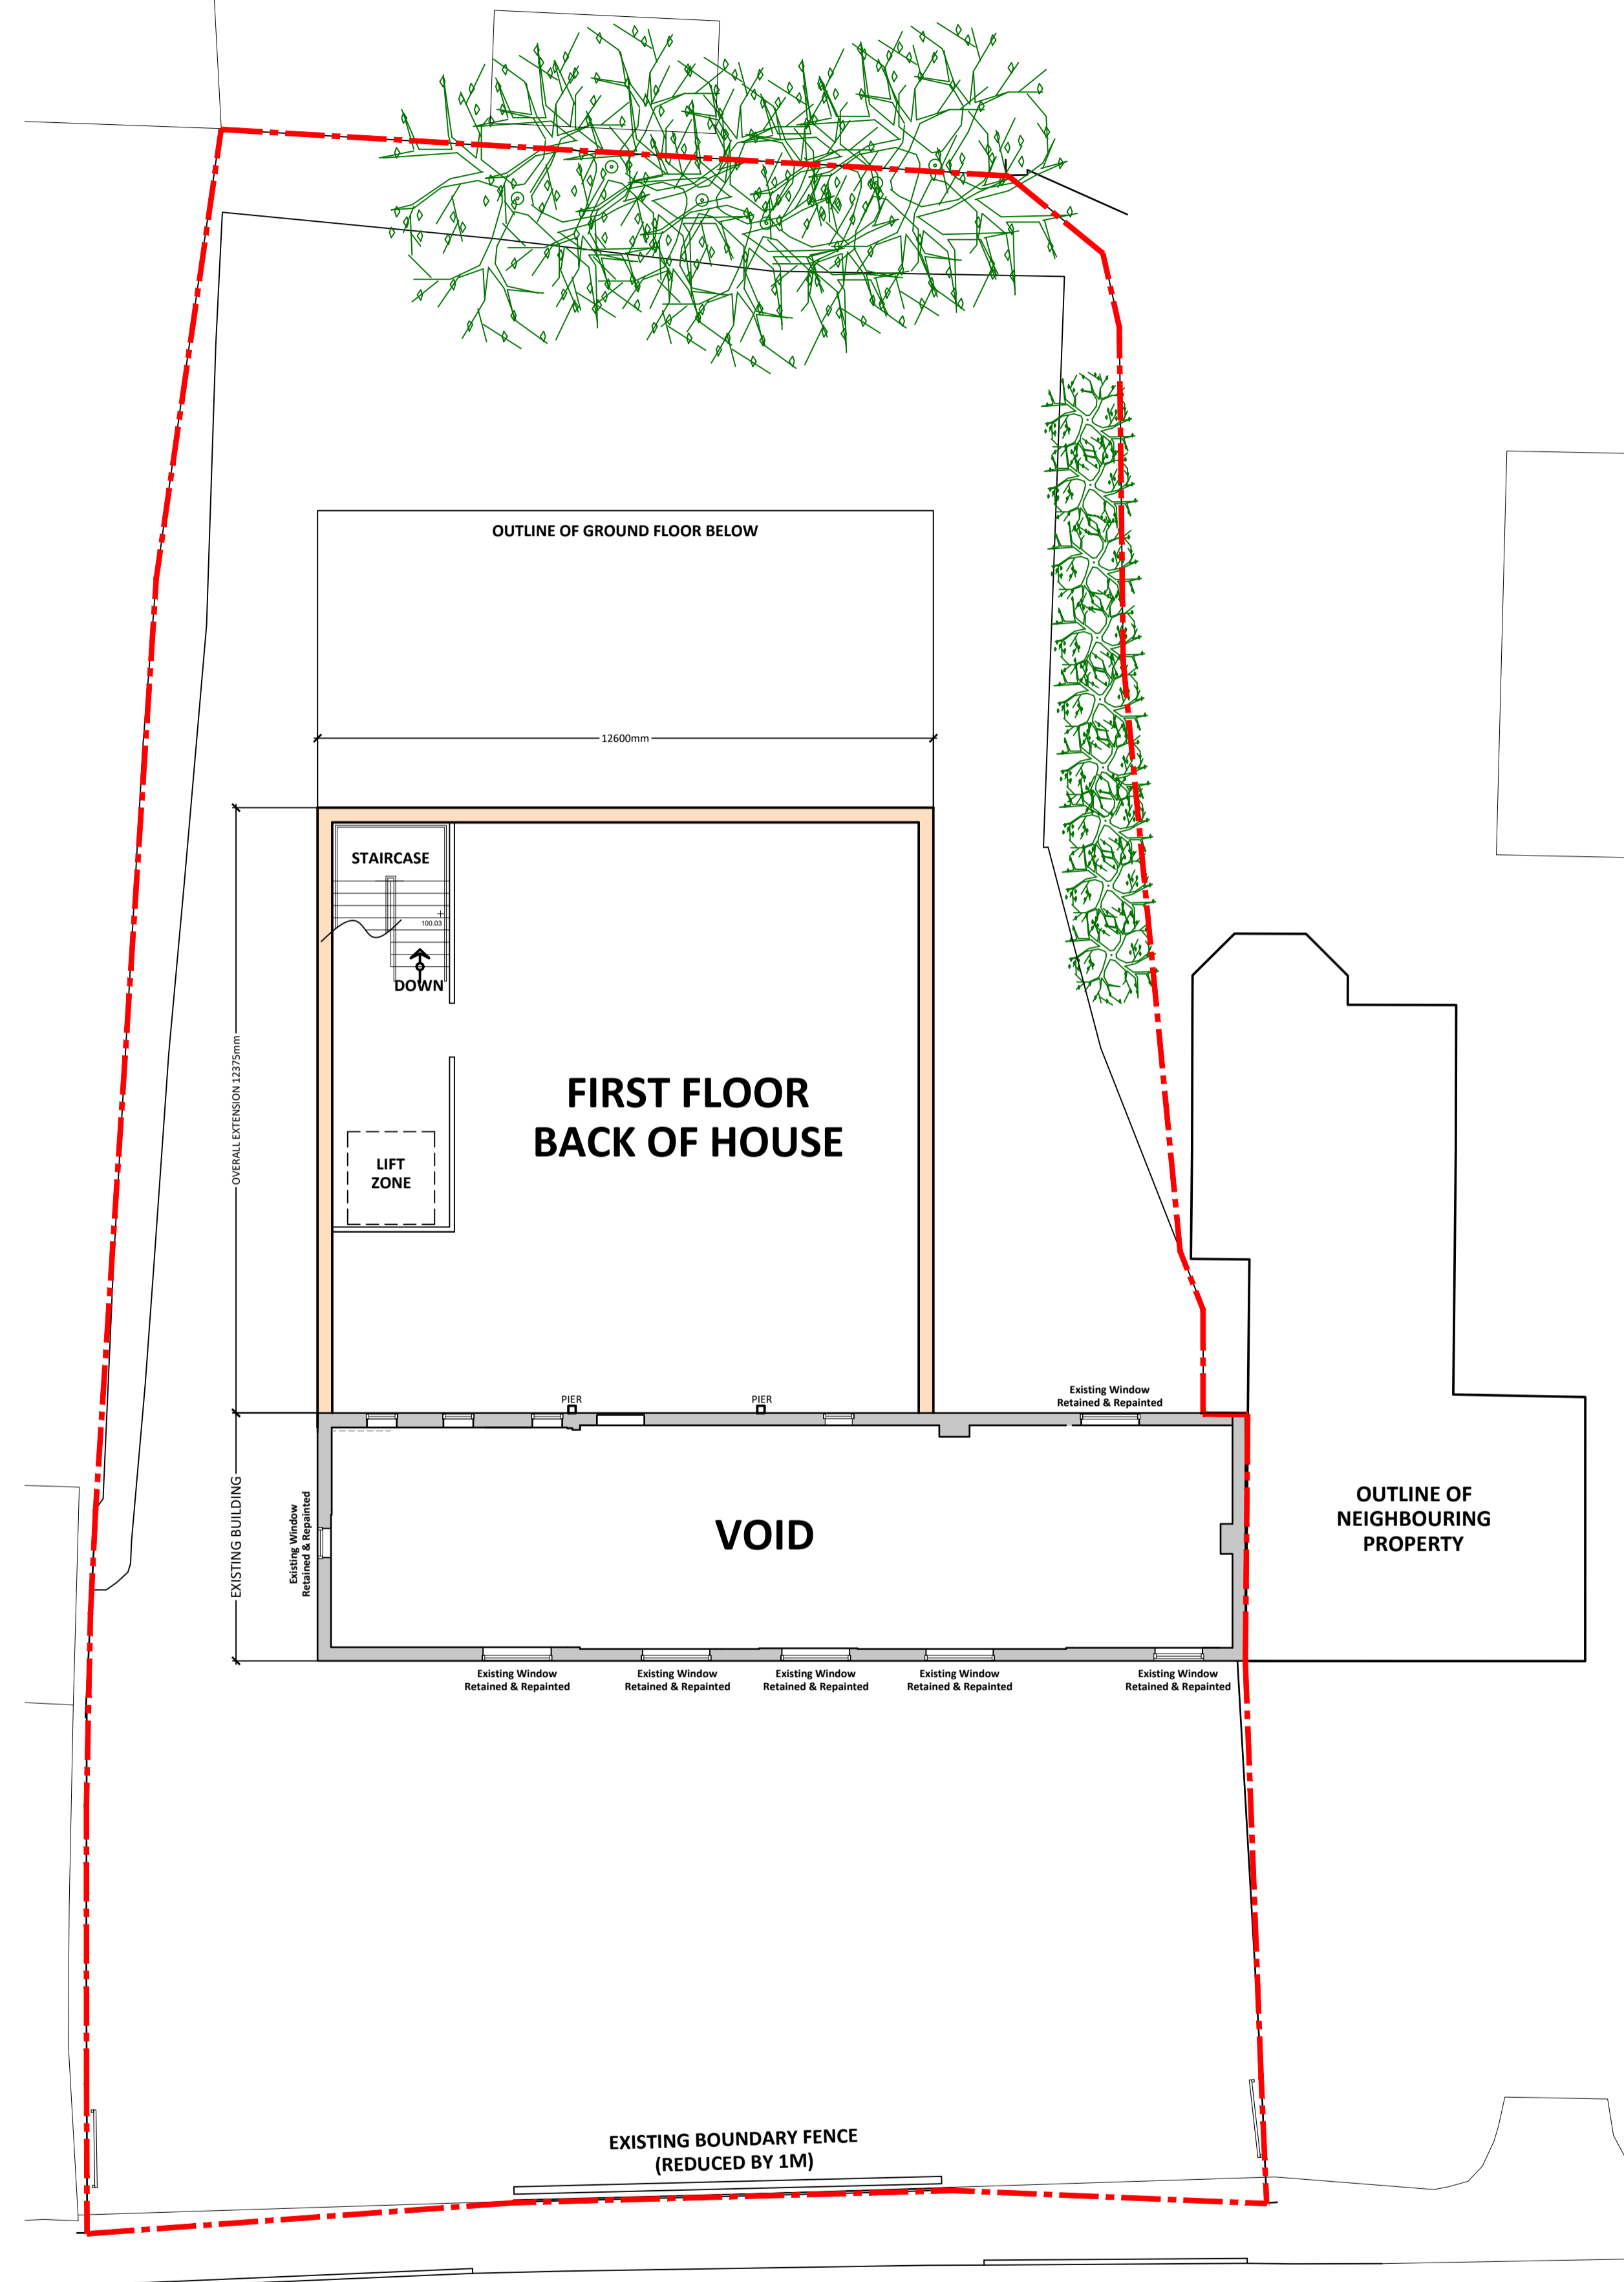 OUTLINE OF GROUND FLOOR BELOW
12600mm
STAIRCASE
100.03
DOWN
OVERALL EXTENSION 12375mm
FIRST FLOOR
BACK OF HOUSE
LIFT
ZONE
PIER
PIER
Existing Window
Retained & Repainted
EXISTING BUILDING
Existing Window
Retained & Repainted
VOID
OUTLINE OF
NEIGHBOURING
PROPERTY
Existing Window
Retained & Repainted
Existing Window
Retained & Repainted
Existing Window
Retained & Repainted
Existing Window
Retained & Repainted
Existing Window
Retained & Repainted
EXISTING BOUNDARY FENCE
(REDUCED BY 1M)